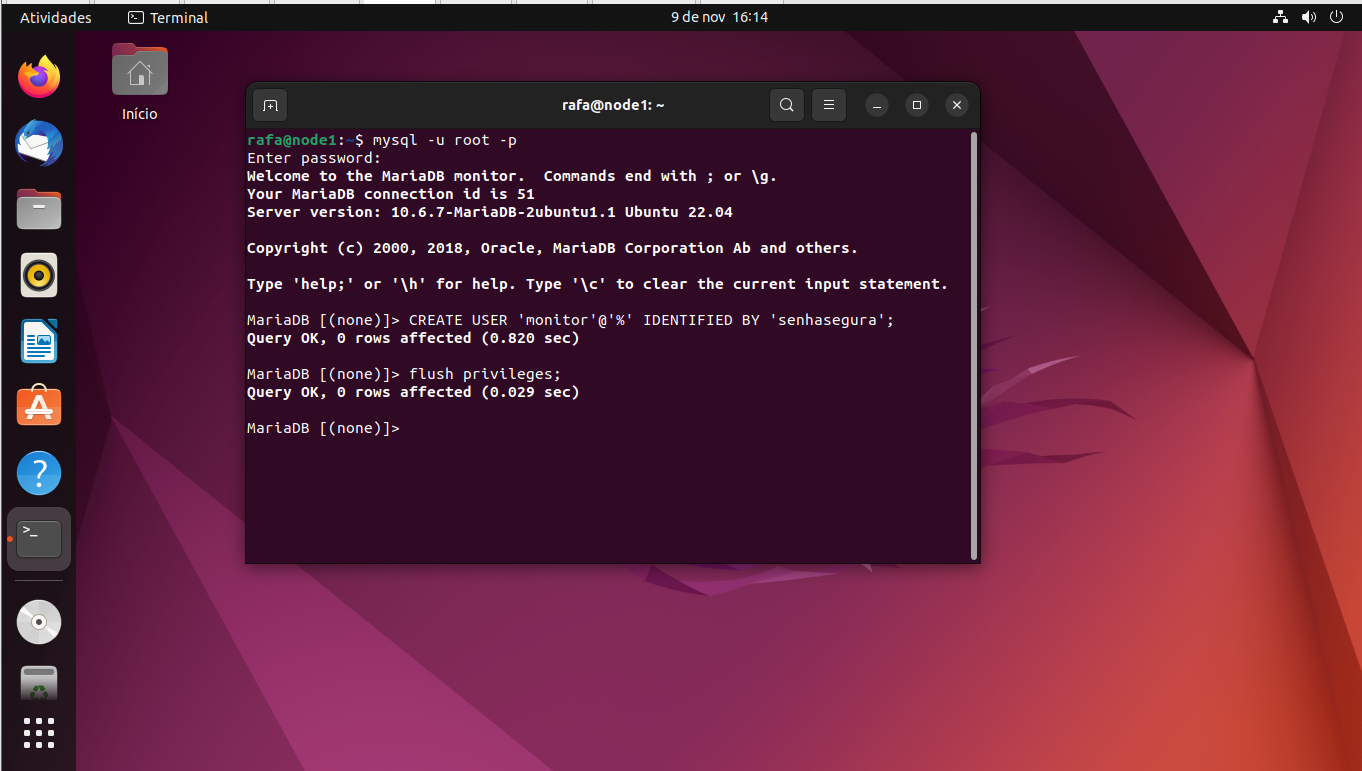 Atividades
Terminal
9 de nov 16:14
Início
rafa@node1: ~
rafa@node1:~$ mysql -u root -p
Enter password:
Welcome to the MariaDB monitor.  Commands end with ; or \g.
Your MariaDB connection id is 51
Server version: 10.6.7-MariaDB-2ubuntu1.1 Ubuntu 22.04
Copyright (c) 2000, 2018, Oracle, MariaDB Corporation Ab and others.
Type 'help;' or '\h' for help. Type '\c' to clear the current input statement.
MariaDB [(none)]> CREATE USER 'monitor'@'%' IDENTIFIED BY 'senhasegura';
Query OK, 0 rows affected (0.820 sec)
MariaDB [(none)]> flush privileges;
Query OK, 0 rows affected (0.029 sec)
MariaDB [(none)]>